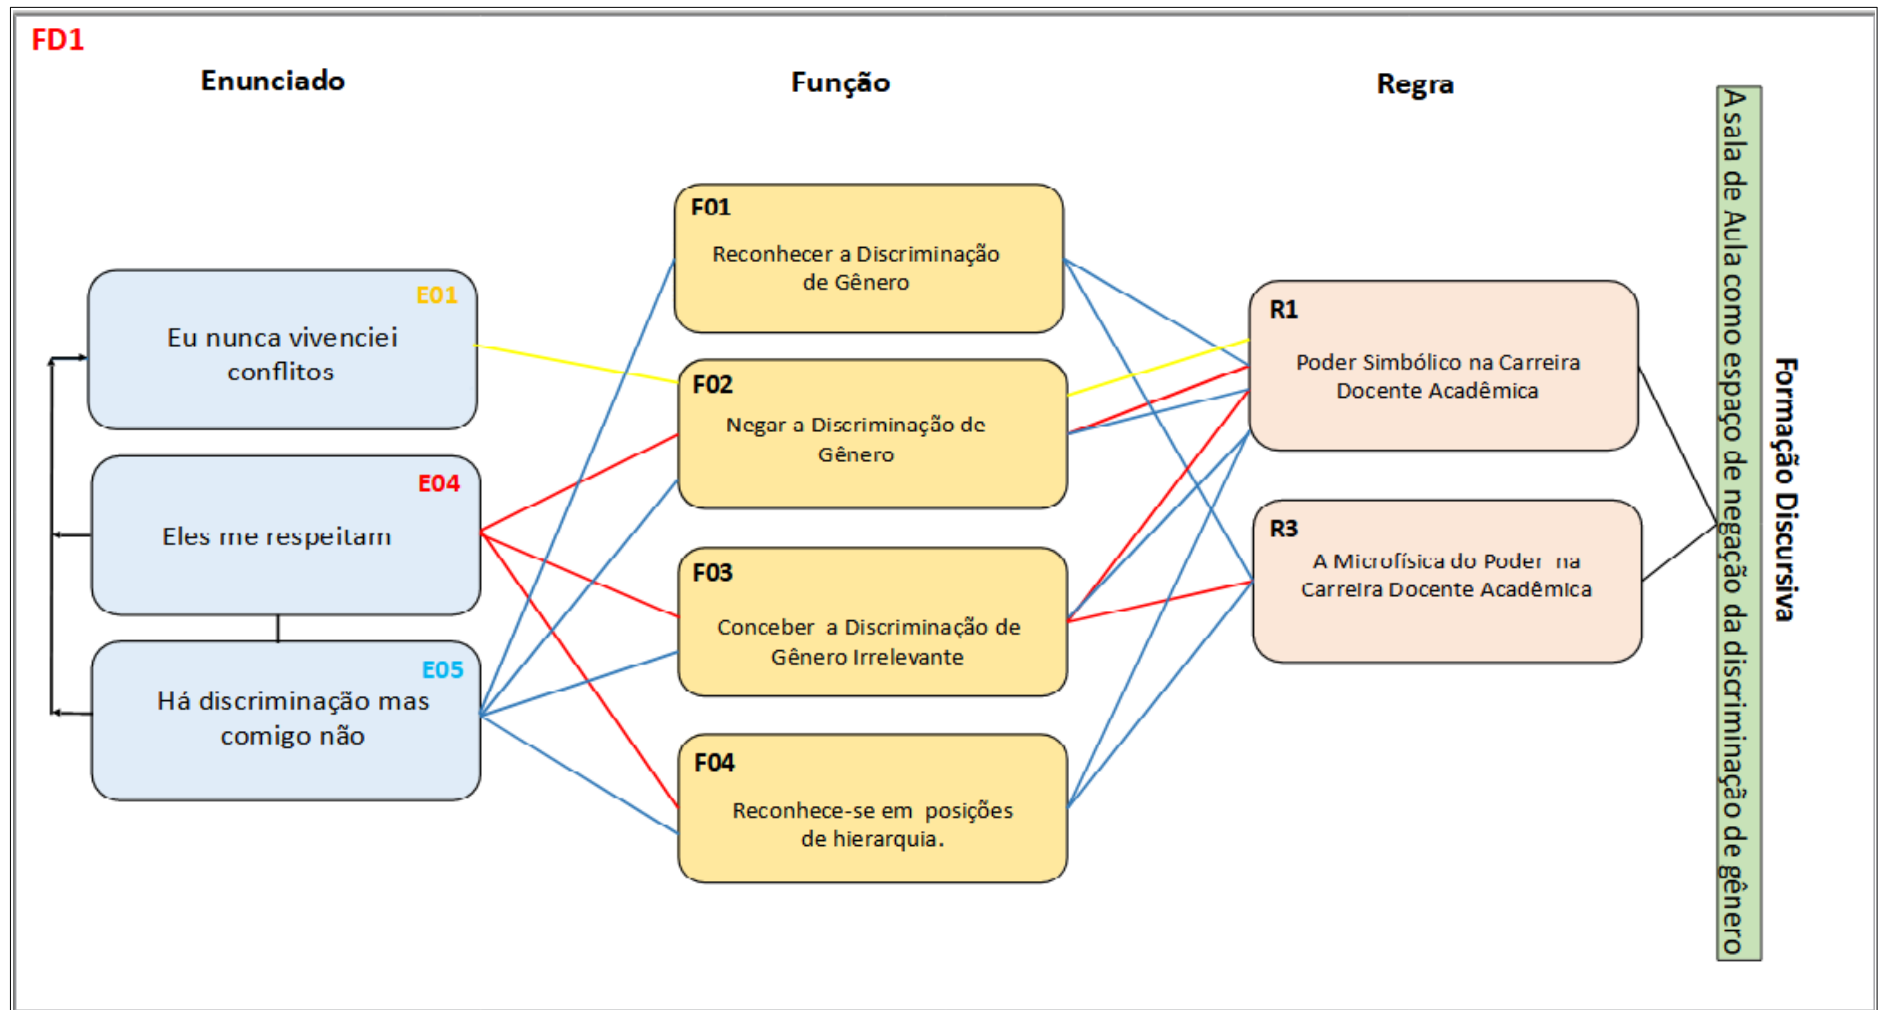 FD1
Enunciado
Função
Regra
E01
Eu nunca vivenciei
conflitos
E04
Eles me respeitam
E05
Há discriminação mas
comigo não
F01
Reconhecer a Discriminação
de Gênero
F02
Negar a Discriminação de
Gênero
F03
Conceber a Discriminação de
Gênero Irrelevante
F04
Reconhece-se em posições
de hierarquia.
R1
Poder Simbólico na Carreira
Docente Acadêmica
R3
A Microfísica do Poder na
Carreira Docente Acadêmica
A sala de Aula como espaço de negação da discriminação de gênero
Formação Discursiva